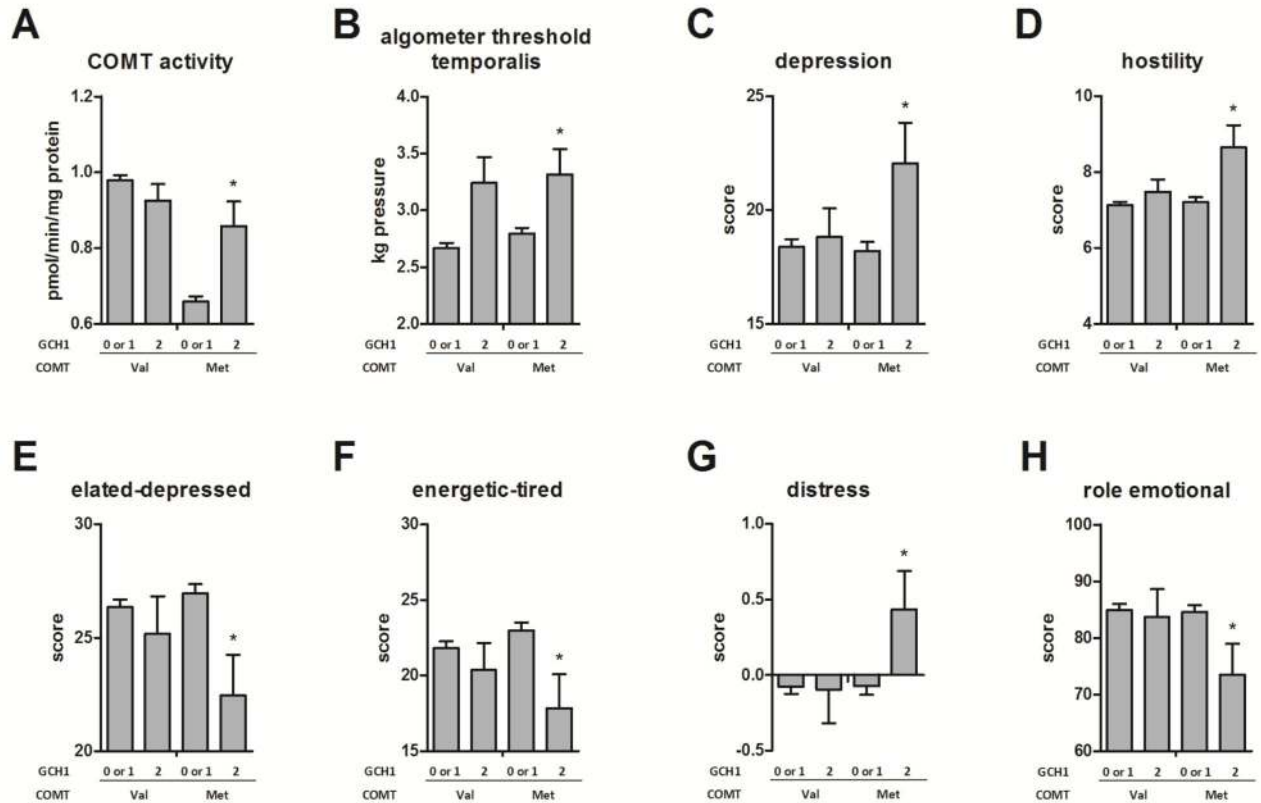 A
COMT activity
pmol/min/mg protein
1.2
1.0
0.8
0.6
GCH1 0 or 1 2 0 or 1 2
COMT Val Met
*
B
algometer threshold
temporalis
kg pressure
4.0
3.5
3.0
2.5
2.0
GCH1 0 or 1 2 0 or 1 2
COMT Val Met
*
C
depression
score
25
20
15
GCH1 0 or 1 2 0 or 1 2
COMT Val Met
*
D
hostility
score
10
8
6
4
GCH1 0 or 1 2 0 or 1 2
COMT Val Met
*
E
elated-depressed
score
30
25
20
GCH1 0 or 1 2 0 or 1 2
COMT Val Met
*
F
energetic-tired
score
30
25
20
15
GCH1 0 or 1 2 0 or 1 2
COMT Val Met
*
G
distress
score
1.0
0.5
0.0
-0.5
GCH1 0 or 1 2 0 or 1 2
COMT Val Met
*
H
role emotional
score
100
90
80
70
60
GCH1 0 or 1 2 0 or 1 2
COMT Val Met
*